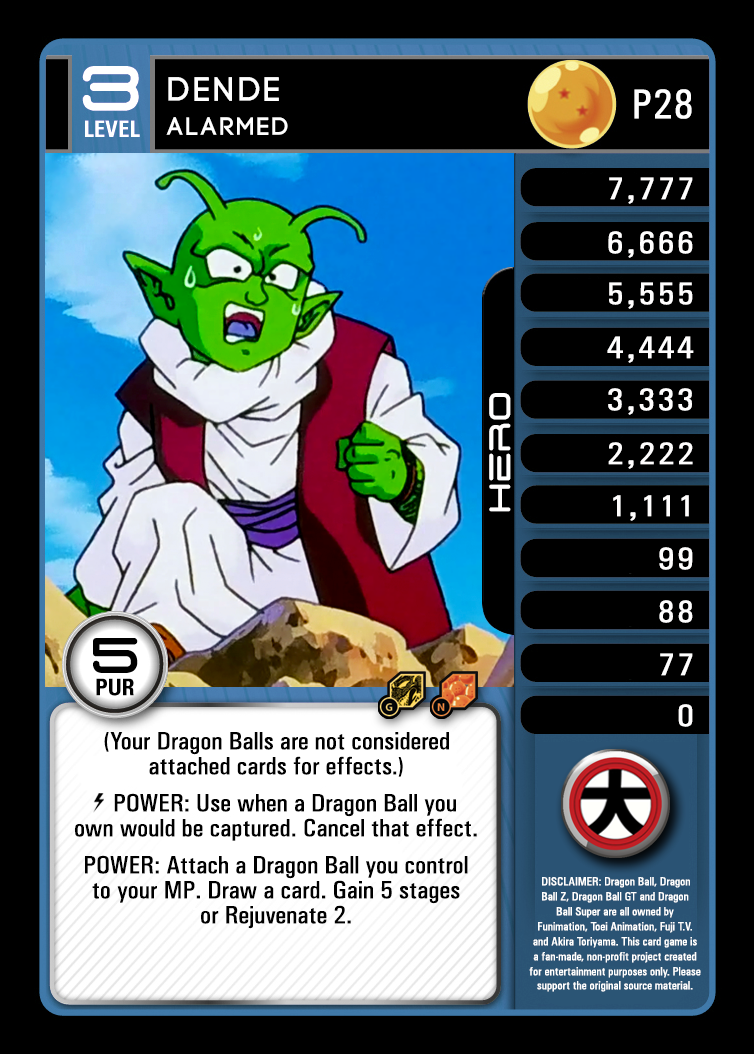 3
LEVEL
DENDE
ALARMED
P28
7,777
6,666
5,555
4,444
3,333
2,222
1,111
99
88
77
0
HERO
5
PUR
G
N
(Your Dragon Balls are not considered
attached cards for effects.)
POWER: Use when a Dragon Ball you
own would be captured. Cancel that effect.
POWER: Attach a Dragon Ball you control
to your MP. Draw a card. Gain 5 stages
or Rejuvenate 2.
大
DISCLAIMER: Dragon Ball, Dragon
Ball Z, Dragon Ball GT and Dragon
Ball Super are all owned by
Funimation, Toei Animation, Fuji T.V.
and Akira Toriyama. This card game is
a fan-made, non-profit project created
for entertainment purposes only. Please
support the original source material.